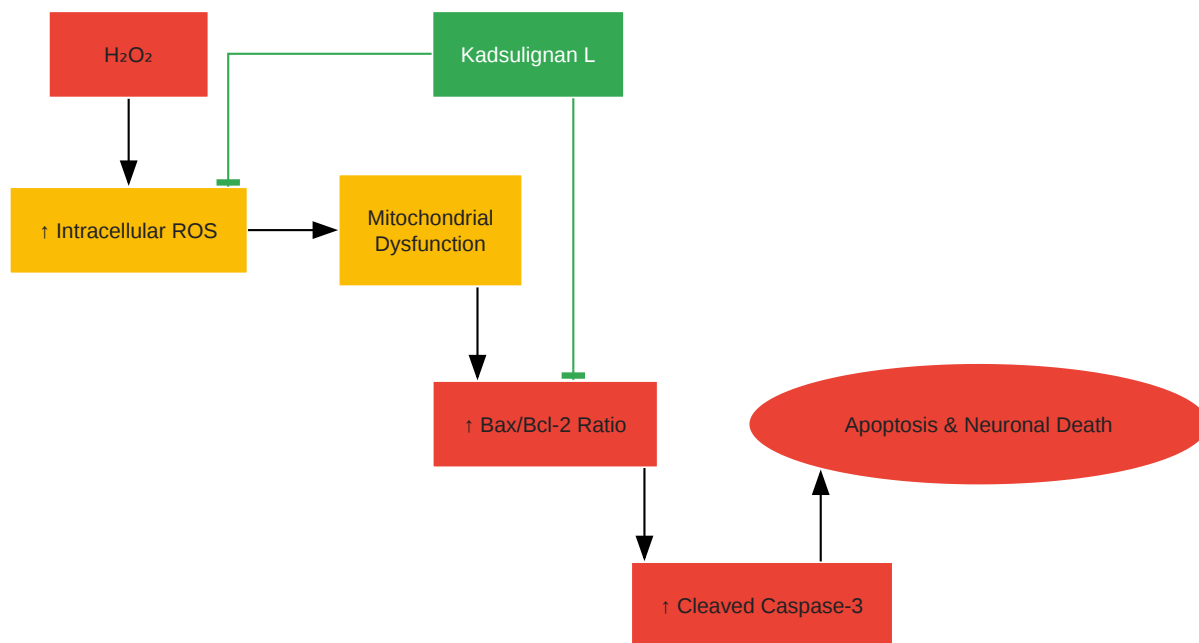 H₂O₂
Kadsulignan L
↑ Intracellular ROS
Mitochondrial
Dysfunction
↑ Bax/Bcl-2 Ratio
Apoptosis & Neuronal Death
↑ Cleaved Caspase-3